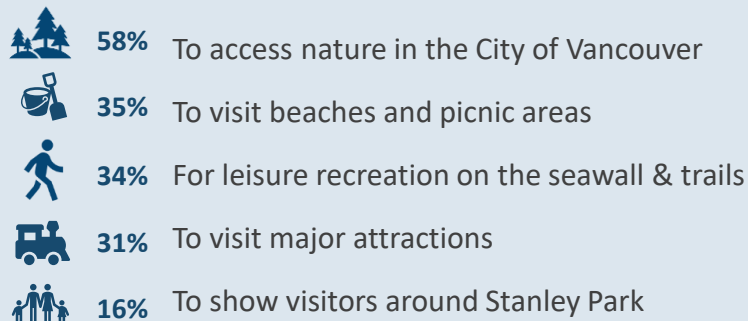 58% To access nature in the City of Vancouver
35% To visit beaches and picnic areas
34% For leisure recreation on the seawall & trails
31% To visit major attractions
16% To show visitors around Stanley Park